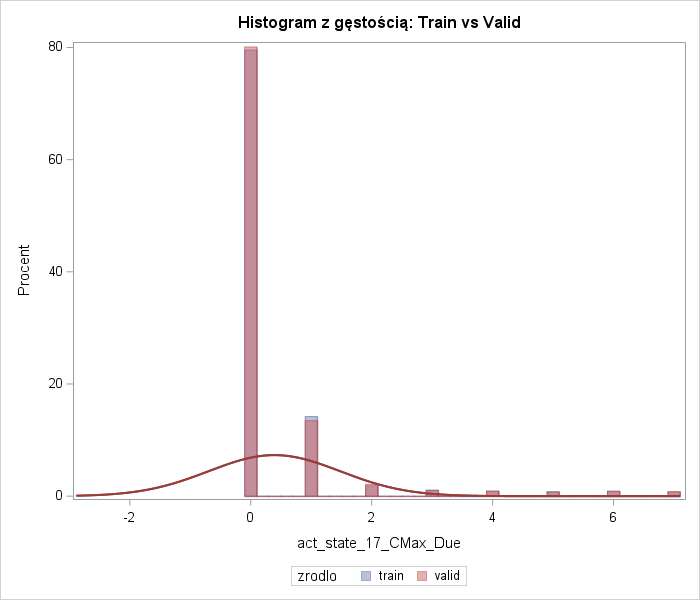 Histogram z gęstością: Train vs Valid
80
60
40
20
0
Procent
-2 0 2 4 6
act_state_17_CMax_Due
zrodlo train valid